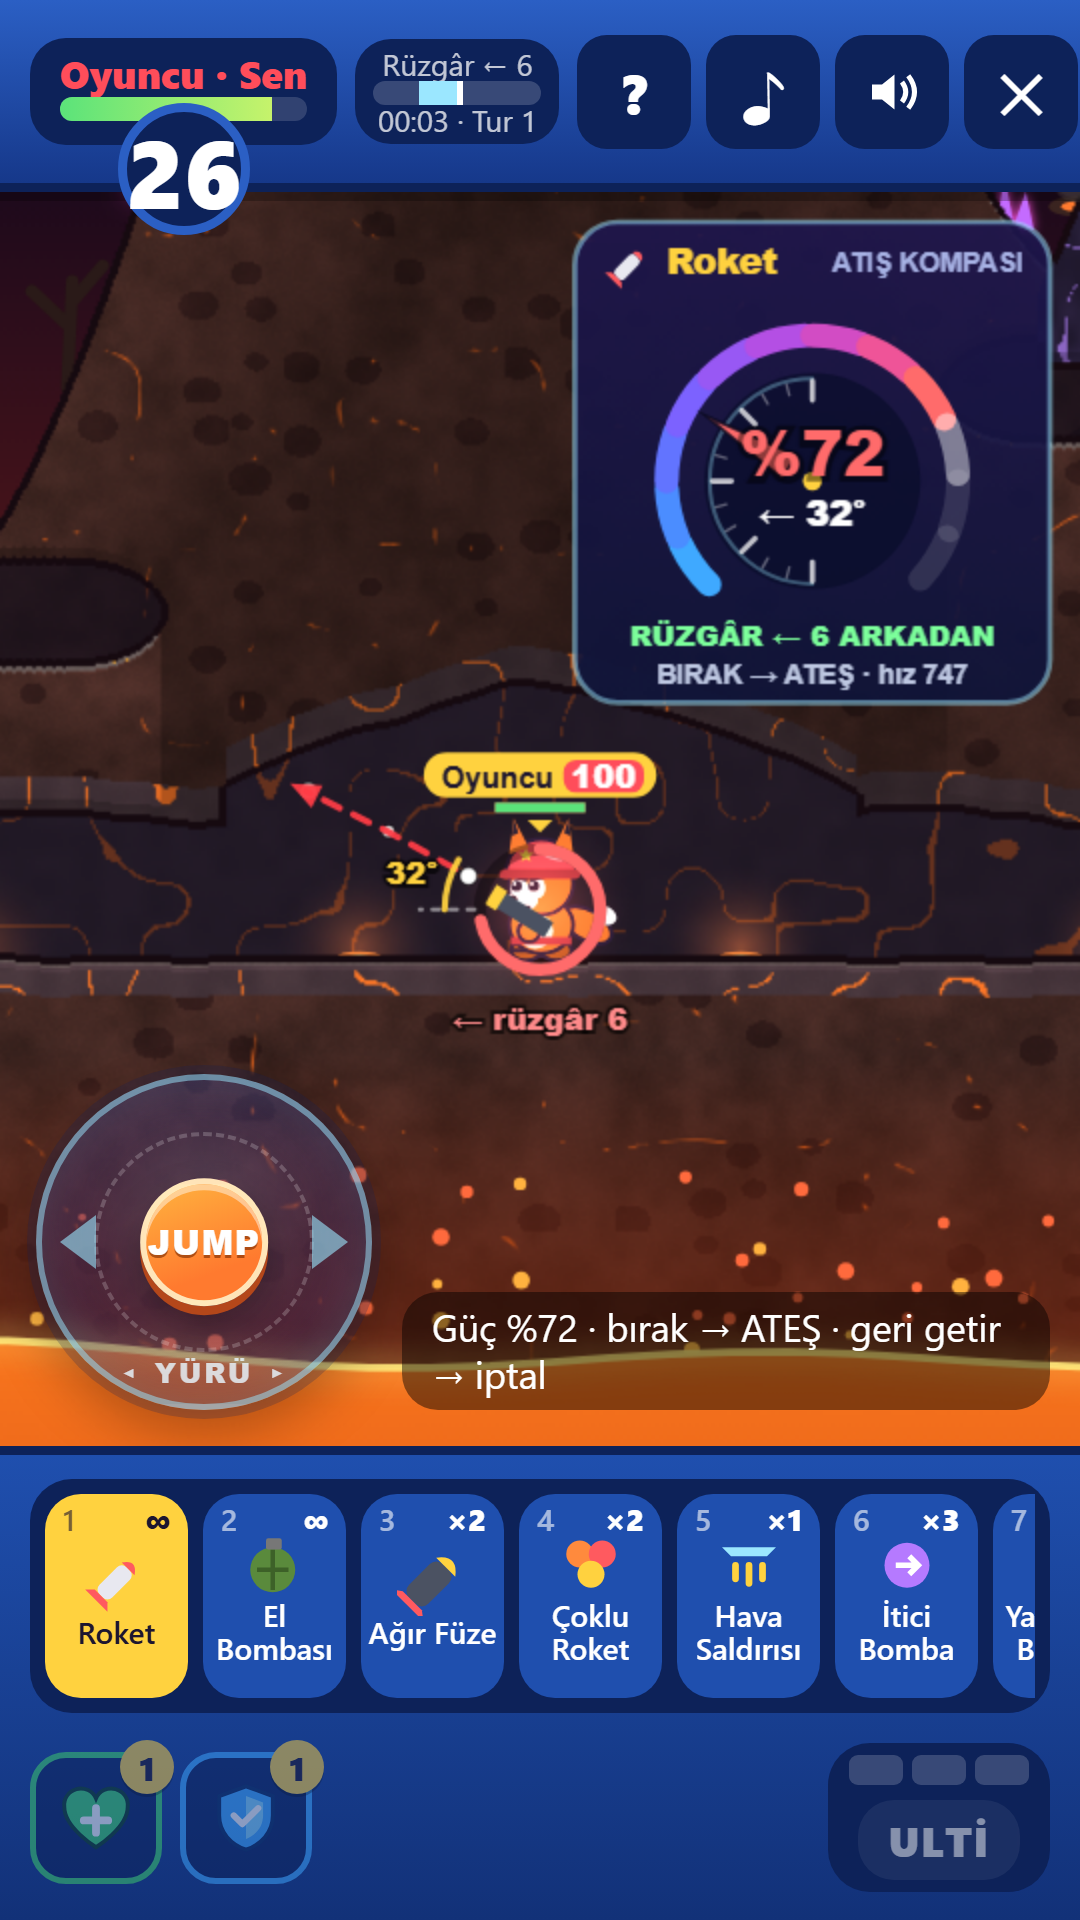 Oyuncu · Sen
26
Rüzgâr ← 6
00:03 · Tur 1
?
Roket
ATIŞ KOMPASI
%72
← 32°
RÜZGÂR ← 6 ARKADAN
BIRAK → ATEŞ · hız 747
Oyuncu 100
32°
← rüzgâr 6
JUMP
◂ YÜRÜ ▸
Güç %72 · bırak → ATEŞ · geri getir
→ iptal
1 ∞
Roket
2 ∞
El
Bombası
3 ×2
Ağır Füze
4 ×2
Çoklu
Roket
5 ×1
Hava
Saldırısı
6 ×3
İtici
Bomba
7
Ya
B
1
1
ULTİ